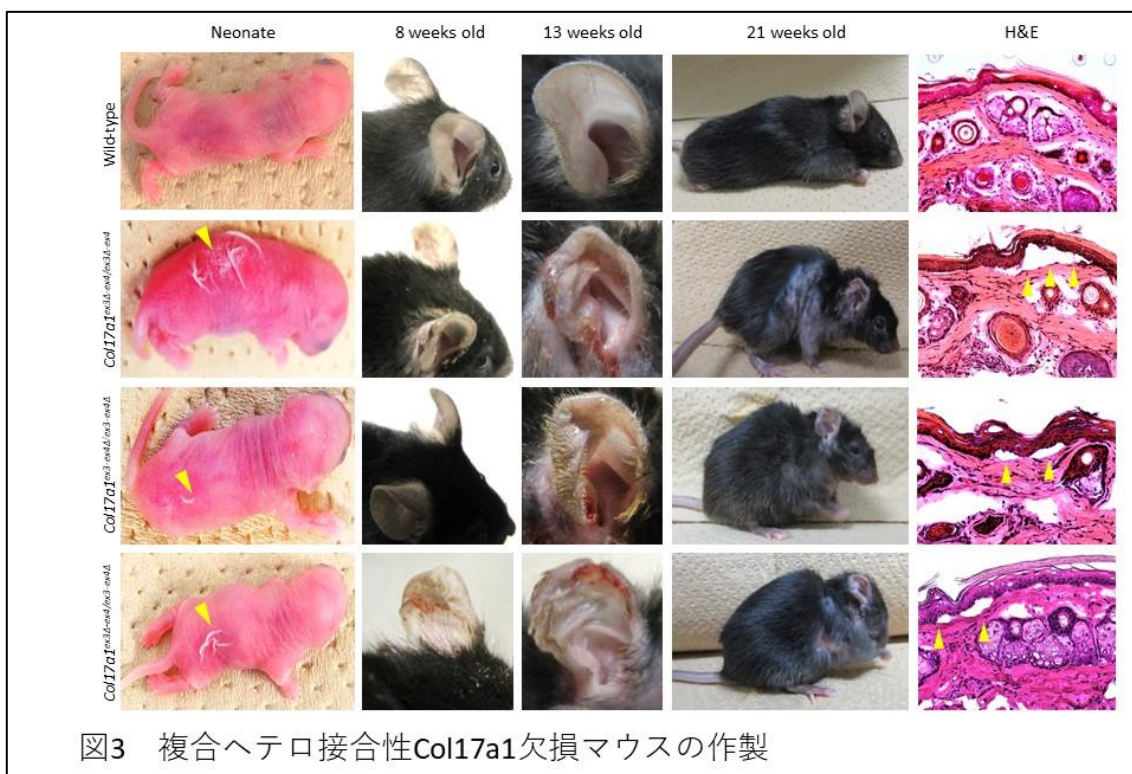 Neonate 8 weeks old 13 weeks old 21 weeks old H&E
Wild-type
Col17a1ex3Δ-ex4/ex3Δ-ex4
Col17a1ex3-ex4Δ/ex3-ex4Δ
Col17a1ex3Δ-ex4/ex3-ex4Δ
図3 複合ヘテロ接合性Col17a1欠損マウスの作製